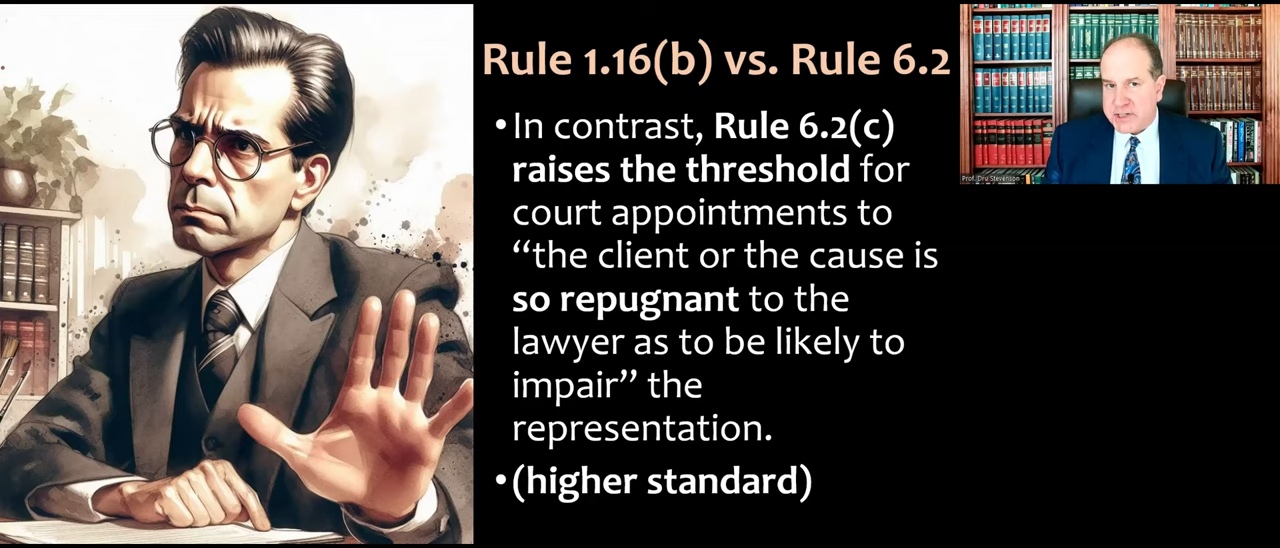 Rule 1.16(b) vs. Rule 6.2
•In contrast, Rule 6.2(c)
raises the threshold for
court appointments to
“the client or the cause is
so repugnant to the
lawyer as to be likely to
impair” the
representation.
•(higher standard)
Prof. Dru Stevenson